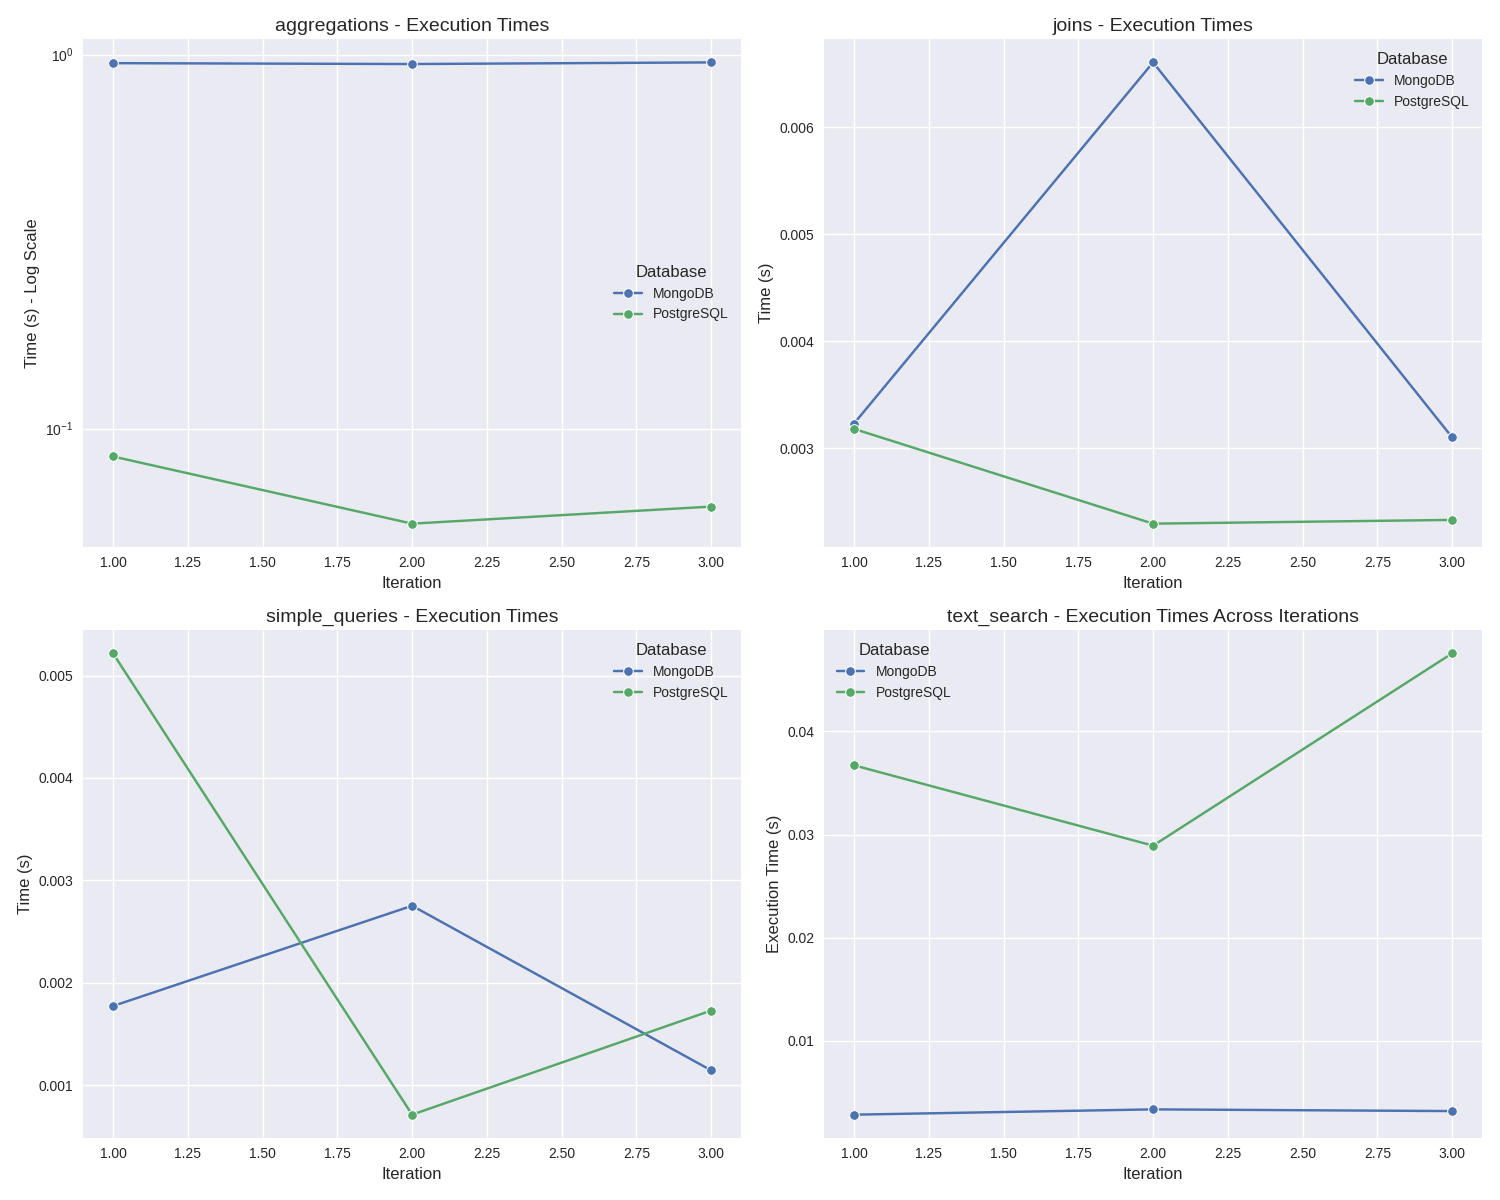 aggregations - Execution Times
Time (s) - Log Scale
10⁰
10⁻¹
Database
MongoDB
PostgreSQL
1.00 1.25 1.50 1.75 2.00 2.25 2.50 2.75 3.00
Iteration
joins - Execution Times
Time (s)
0.006
0.005
0.004
0.003
Database
MongoDB
PostgreSQL
1.00 1.25 1.50 1.75 2.00 2.25 2.50 2.75 3.00
Iteration
simple_queries - Execution Times
Time (s)
0.005
0.004
0.003
0.002
0.001
Database
MongoDB
PostgreSQL
1.00 1.25 1.50 1.75 2.00 2.25 2.50 2.75 3.00
Iteration
text_search - Execution Times Across Iterations
Execution Time (s)
0.04
0.03
0.02
0.01
Database
MongoDB
PostgreSQL
1.00 1.25 1.50 1.75 2.00 2.25 2.50 2.75 3.00
Iteration